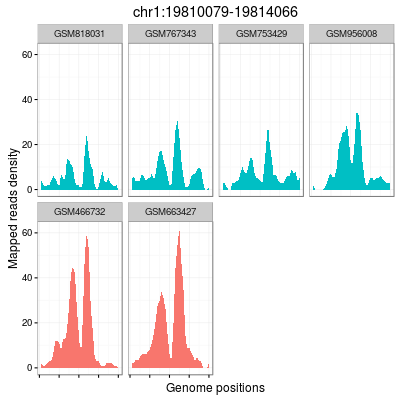 chr1:19810079-19814066
GSM818031 GSM767343 GSM753429 GSM956008
60
40
20
0
GSM466732 GSM663427
60
40
20
0
Mapped reads density
Genome positions